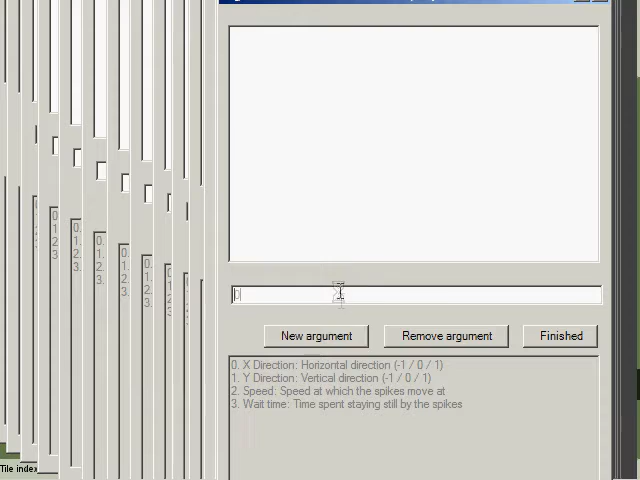 0
New argument
Remove argument
Finished
0. X Direction: Horizontal direction (-1 / 0 / 1)
1. Y Direction: Vertical direction (-1 / 0 / 1)
2. Speed: Speed at which the spikes move at
3. Wait time: Time spent staying still by the spikes
Tile index